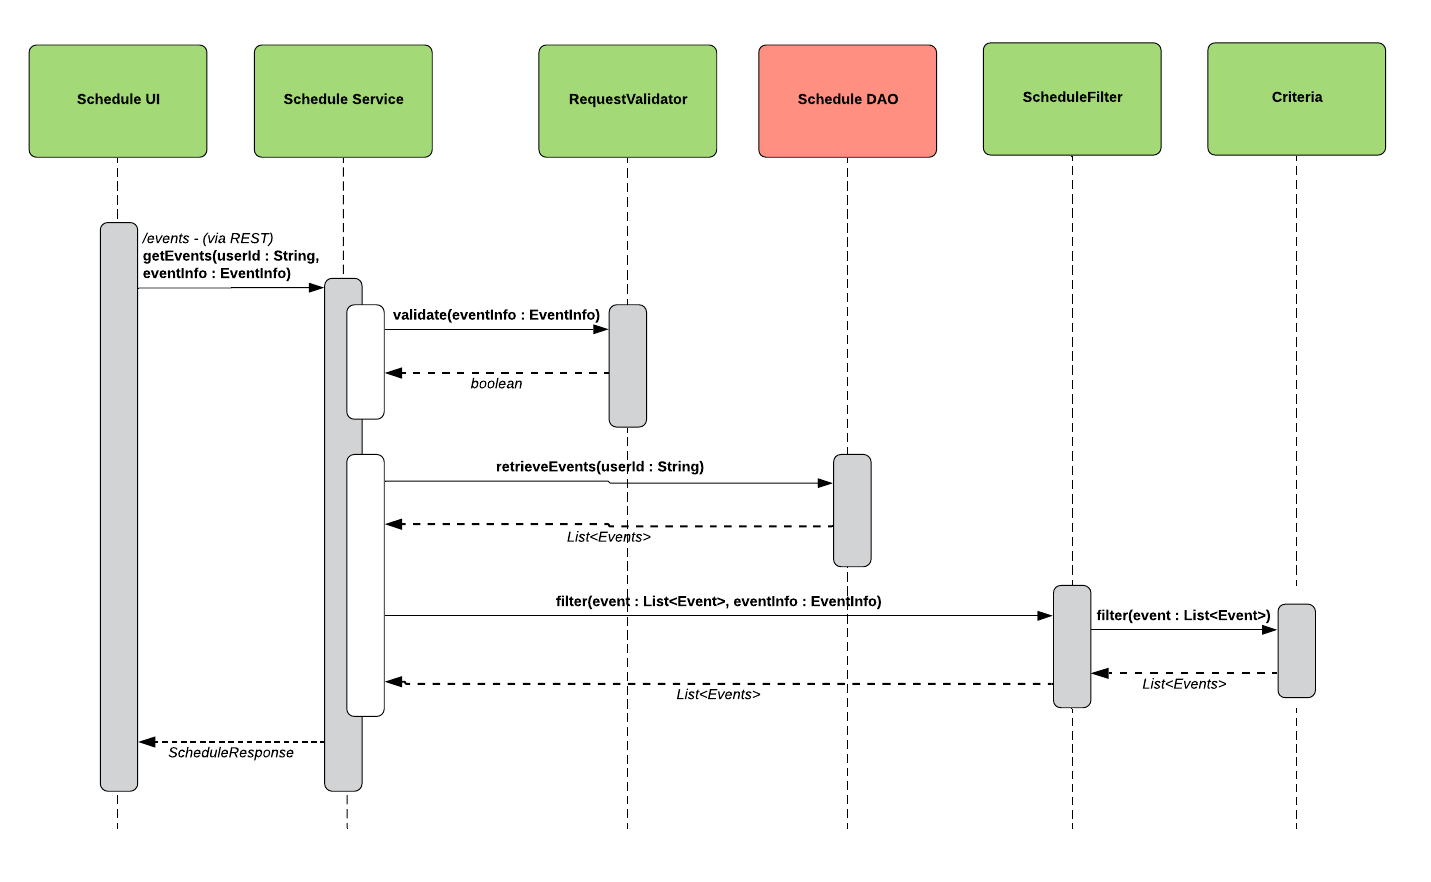 Schedule UI
Schedule Service
RequestValidator
Schedule DAO
ScheduleFilter
Criteria
/events - (via REST)
getEvents(userId : String,
eventInfo : EventInfo)
validate(eventInfo : EventInfo)
boolean
retrieveEvents(userId : String)
List<Events>
filter(event : List<Event>, eventInfo : EventInfo)
filter(event : List<Event>)
List<Events>
List<Events>
ScheduleResponse